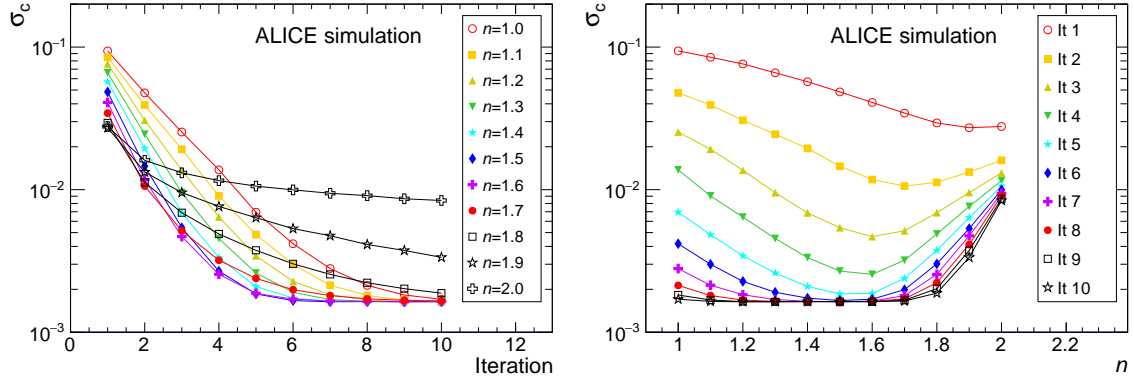 σc
ALICE simulation
10⁻¹
10⁻²
10⁻³
n=1.0
n=1.1
n=1.2
n=1.3
n=1.4
n=1.5
n=1.6
n=1.7
n=1.8
n=1.9
n=2.0
0 2 4 6 8 10 12
Iteration
σc
ALICE simulation
10⁻¹
10⁻²
10⁻³
It 1
It 2
It 3
It 4
It 5
It 6
It 7
It 8
It 9
It 10
1 1.2 1.4 1.6 1.8 2 2.2
n